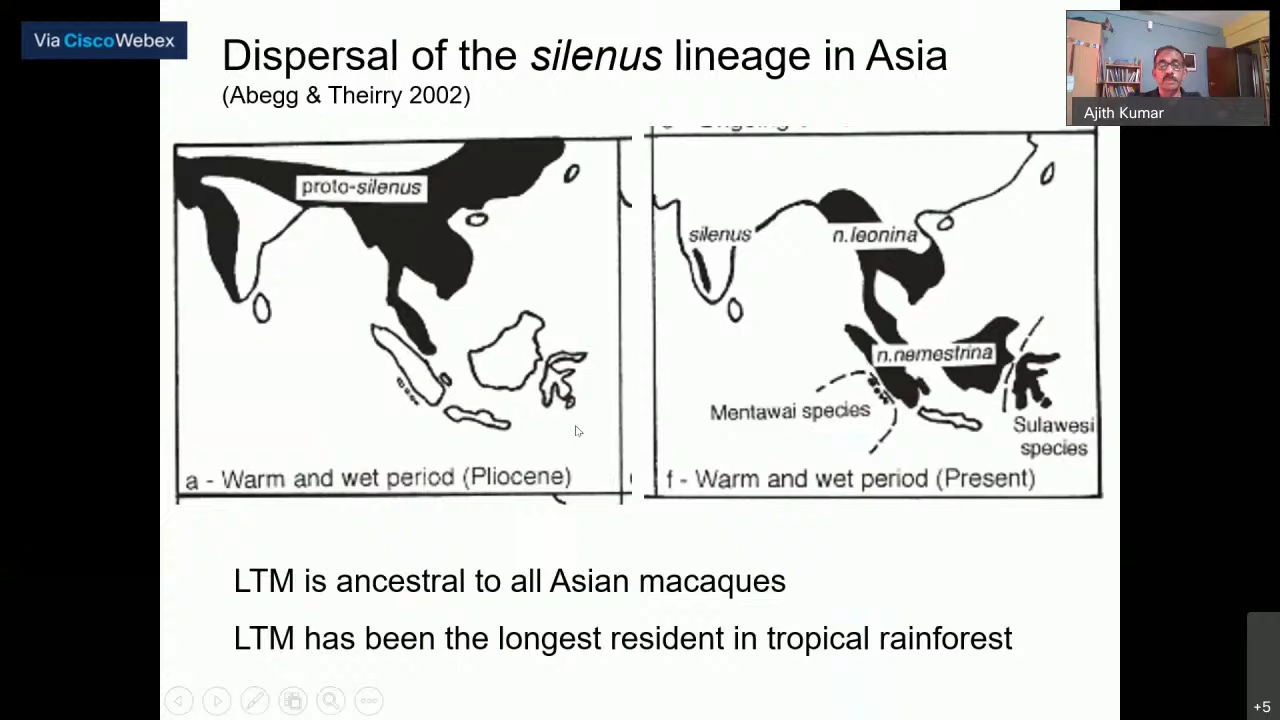 Via CiscoWebex
Dispersal of the silenus lineage in Asia
(Abegg & Theirry 2002)
Ajith Kumar
proto-silenus
a - Warm and wet period (Pliocene)
silenus
n.leonina
n.nemestrina
Mentawai species
Sulawesi
species
f - Warm and wet period (Present)
LTM is ancestral to all Asian macaques
LTM has been the longest resident in tropical rainforest
+5